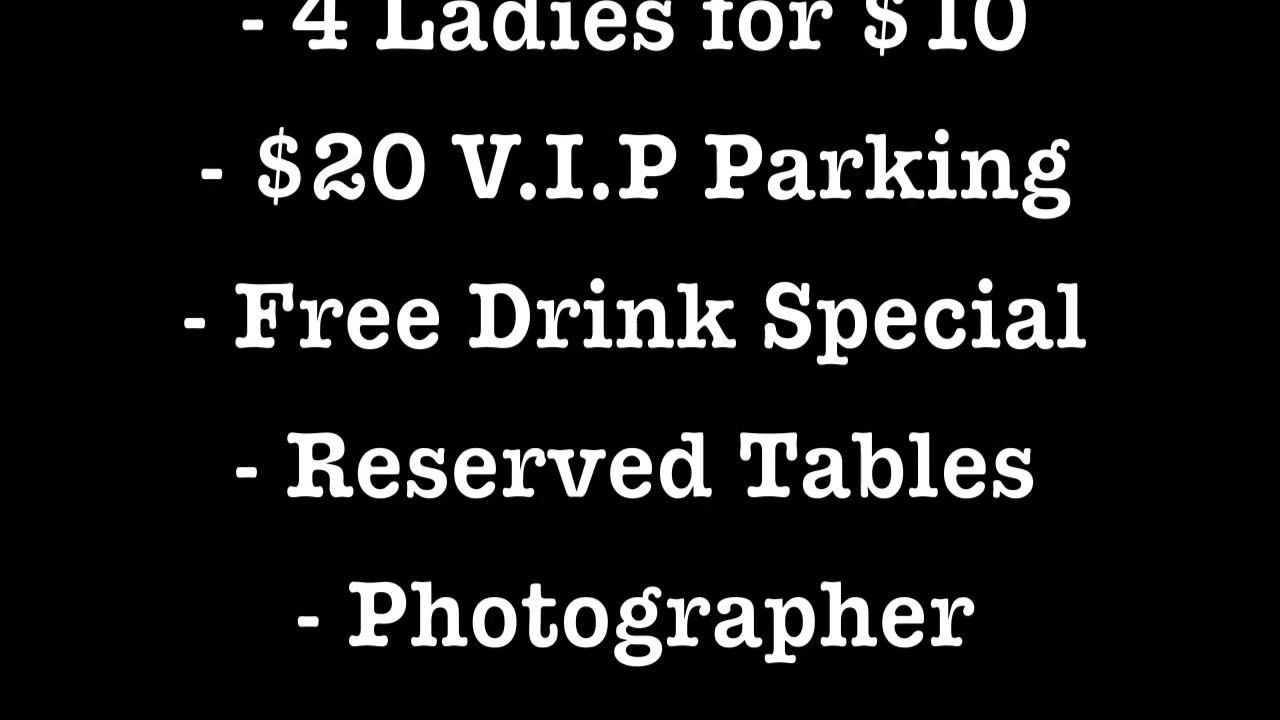 - 4 Ladies for $10
- $20 V.I.P Parking
- Free Drink Special
- Reserved Tables
- Photographer